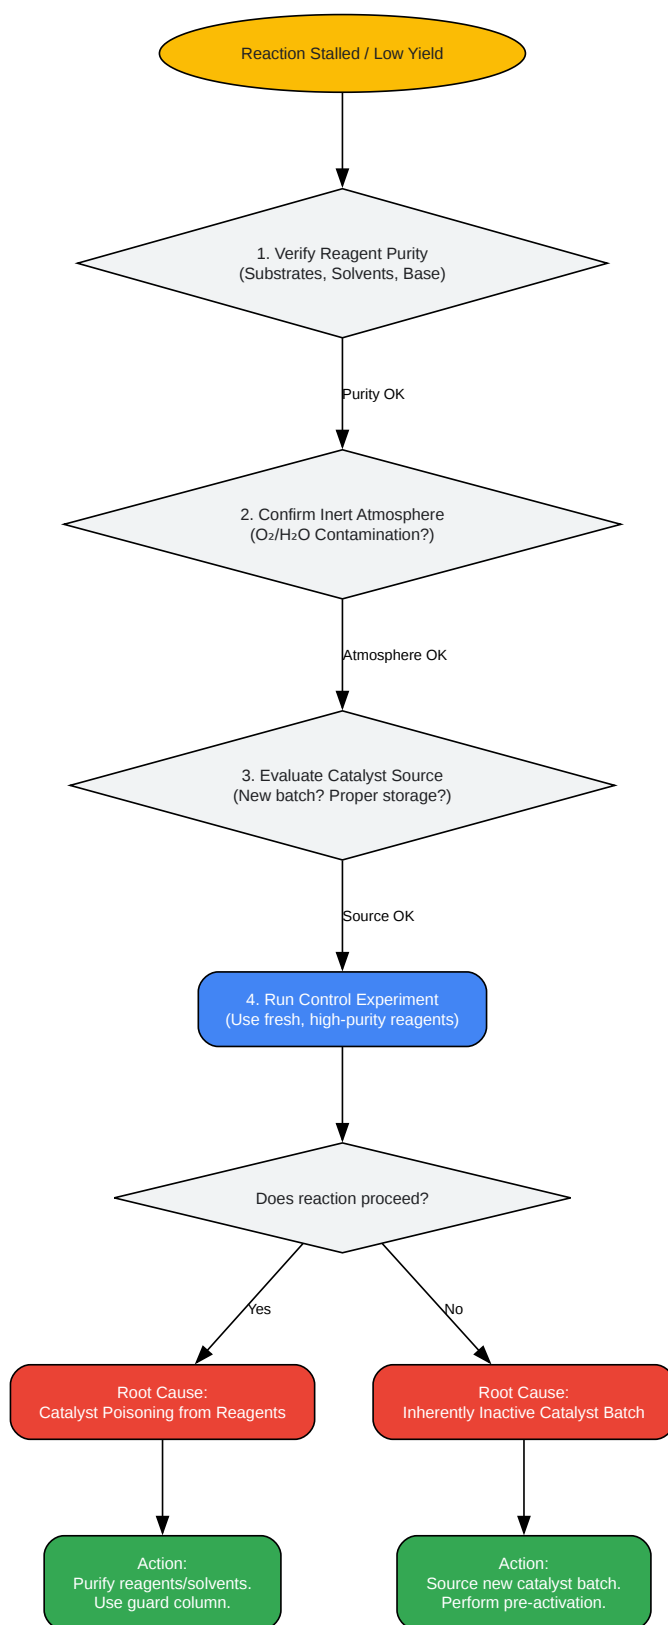 Reaction Stalled / Low Yield
1. Verify Reagent Purity
(Substrates, Solvents, Base)
Purity OK
2. Confirm Inert Atmosphere
(O₂/H₂O Contamination?)
Atmosphere OK
3. Evaluate Catalyst Source
(New batch? Proper storage?)
Source OK
4. Run Control Experiment
(Use fresh, high-purity reagents)
Does reaction proceed?
Yes
No
Root Cause:
Catalyst Poisoning from Reagents
Root Cause:
Inherently Inactive Catalyst Batch
Action:
Purify reagents/solvents.
Use guard column.
Action:
Source new catalyst batch.
Perform pre-activation.